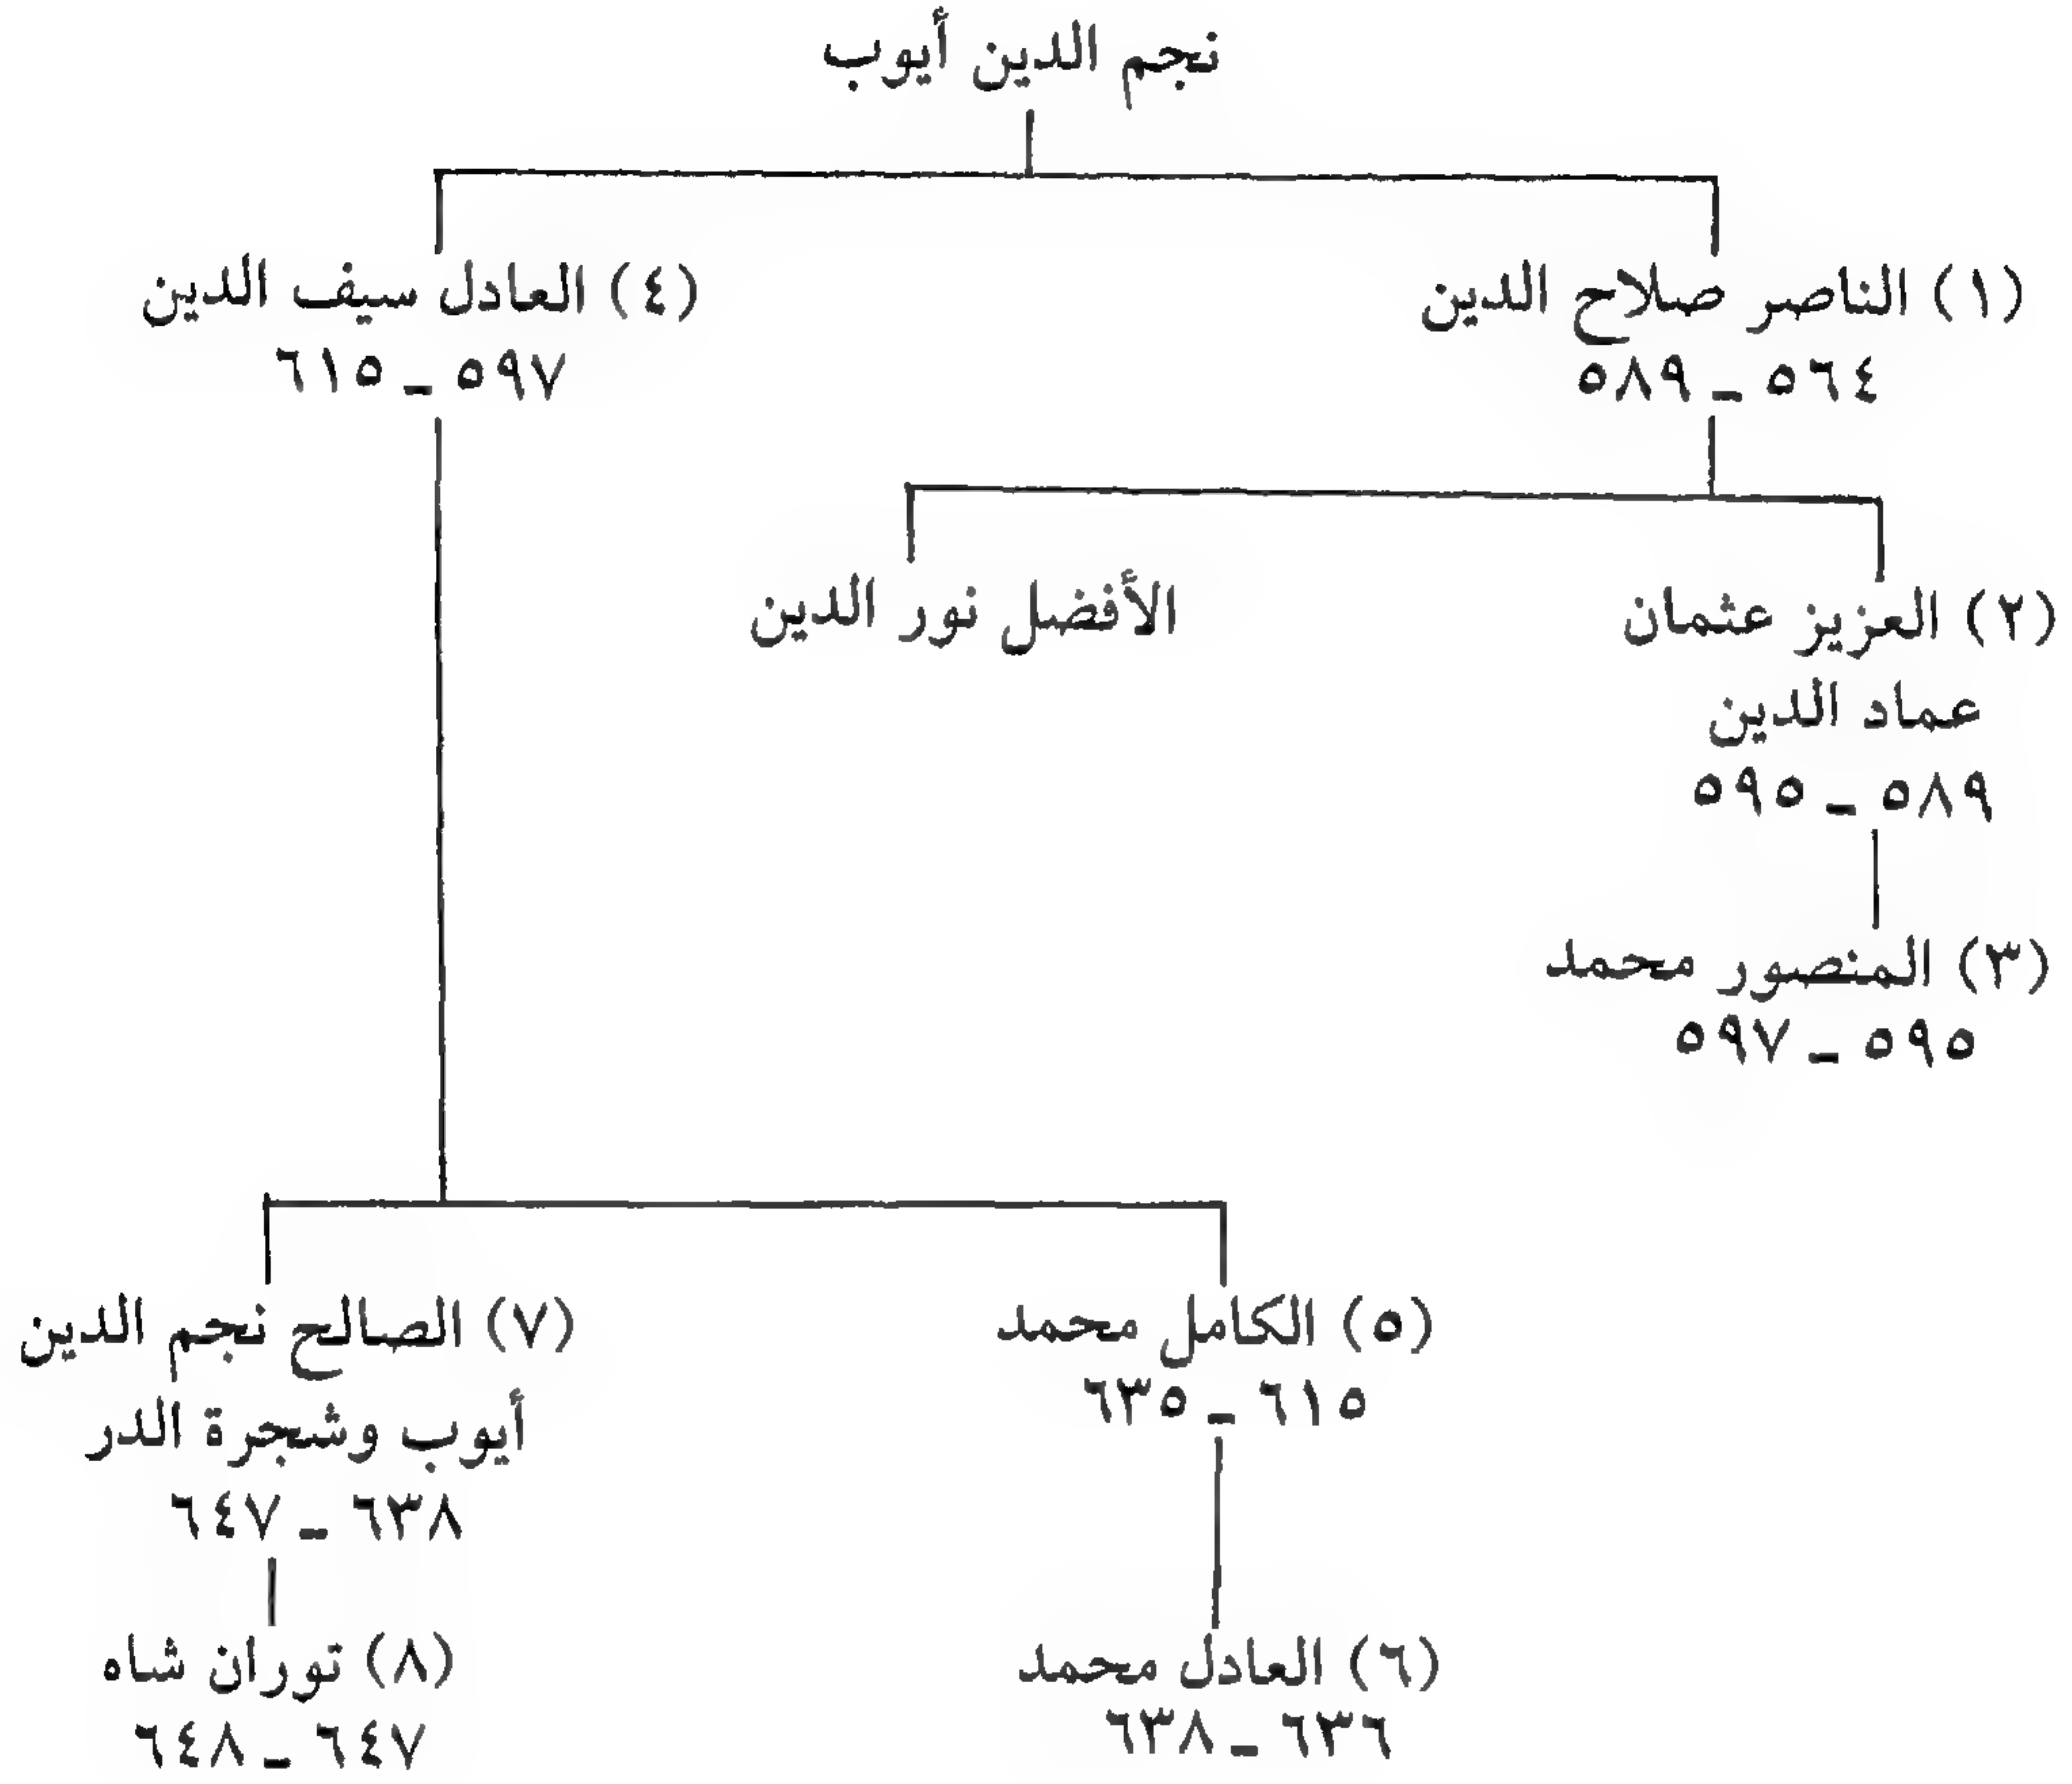 نجم الدين أيوب
(١) الناصر صلاح الدين
٥٦٤ ـ ٥٨٩
(٤) العادل سيف الدين
٥٩٧ ـ ٦١٥
(٢) العزيز عثمان
عماد الدين
٥٨٩ ـ ٥٩٥
الأفضل نور الدين
(٣) المنصور محمد
٥٩٥ ـ ٥٩٧
(٥) الكامل محمد
٦١٥ ـ ٦٣٥
(٧) الصالح نجم الدين
أيوب وشجرة الدر
٦٣٨ ـ ٦٤٧
(٦) العادل محمد
٦٣٦ ـ ٦٣٨
(٨) توران شاه
٦٤٧ ـ ٦٤٨